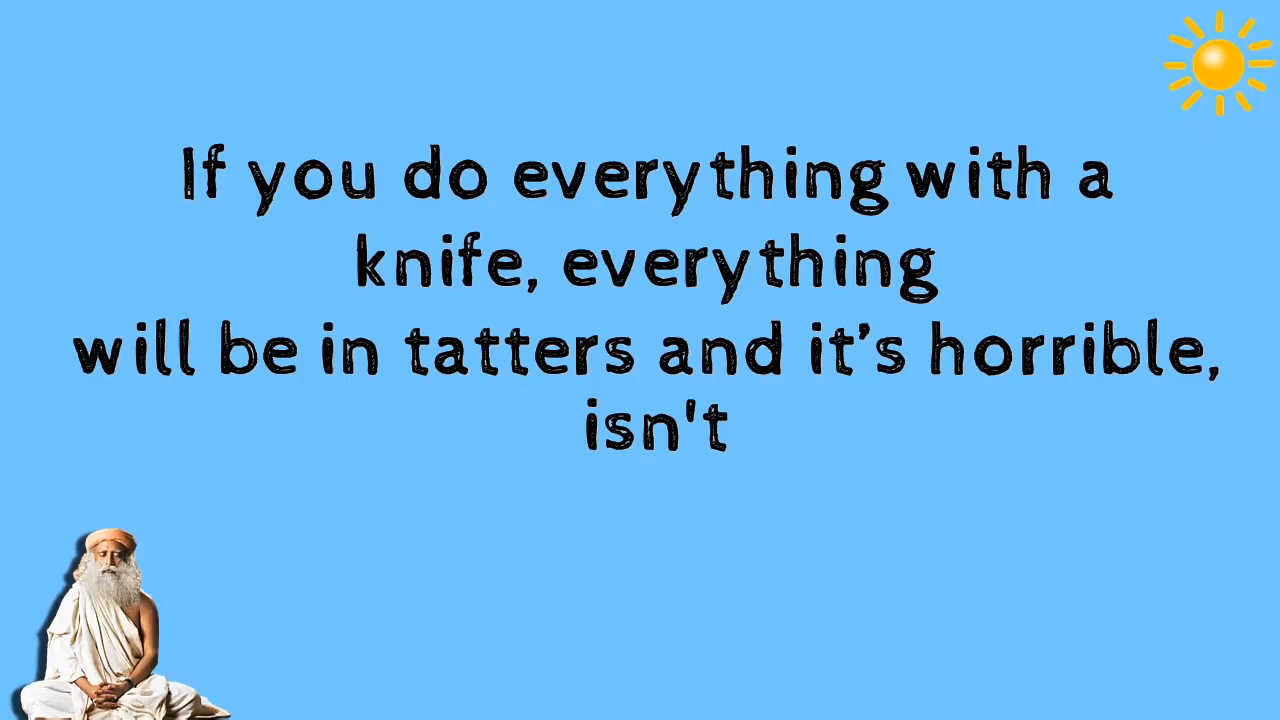 If you do everything with a
knife, everything
will be in tatters and it’s horrible,
isn't